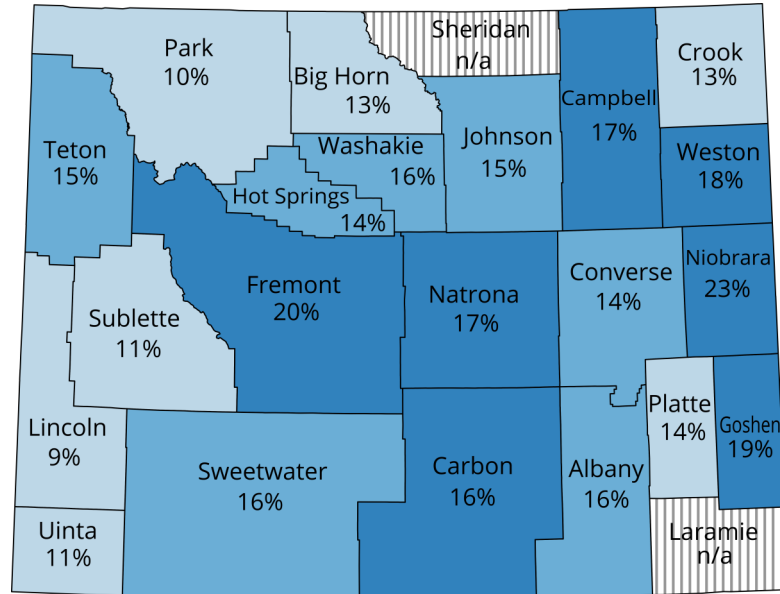 Park
10%
Big Horn
13%
Sheridan
n/a
Campbell
17%
Crook
13%
Teton
15%
Washakie
16%
Johnson
15%
Weston
18%
Hot Springs
14%
Fremont
20%
Natrona
17%
Converse
14%
Niobrara
23%
Sublette
11%
Lincoln
9%
Platte
14%
Goshen
19%
Sweetwater
16%
Carbon
16%
Albany
16%
Uinta
11%
Laramie
n/a